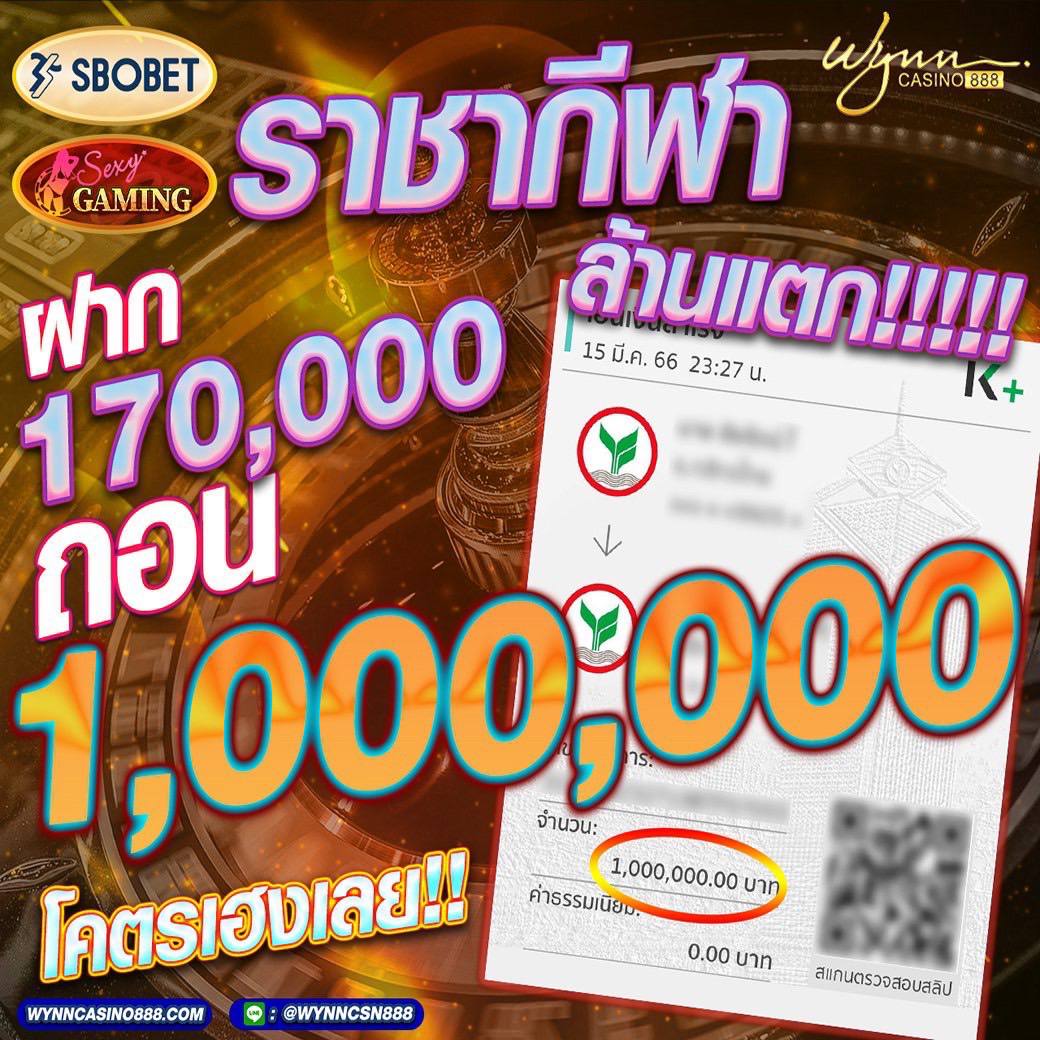 SBOBET
Wynn
CASINO 888
Sexy
GAMING
ราชากีฬา
ล้านแตก!!!!!
ฝาก
170,000
ถอน
1,000,000
15 มี.ค. 66 23:27 น.
K+
จำนวน:
1,000,000.00 บาท
ค่าธรรมเนียม:
0.00 บาท
สแกนตรวจสอบสลิป
โคตรเฮงเลย!!
WYNNCASINO888.COM
LINE : @WYNNCSN888